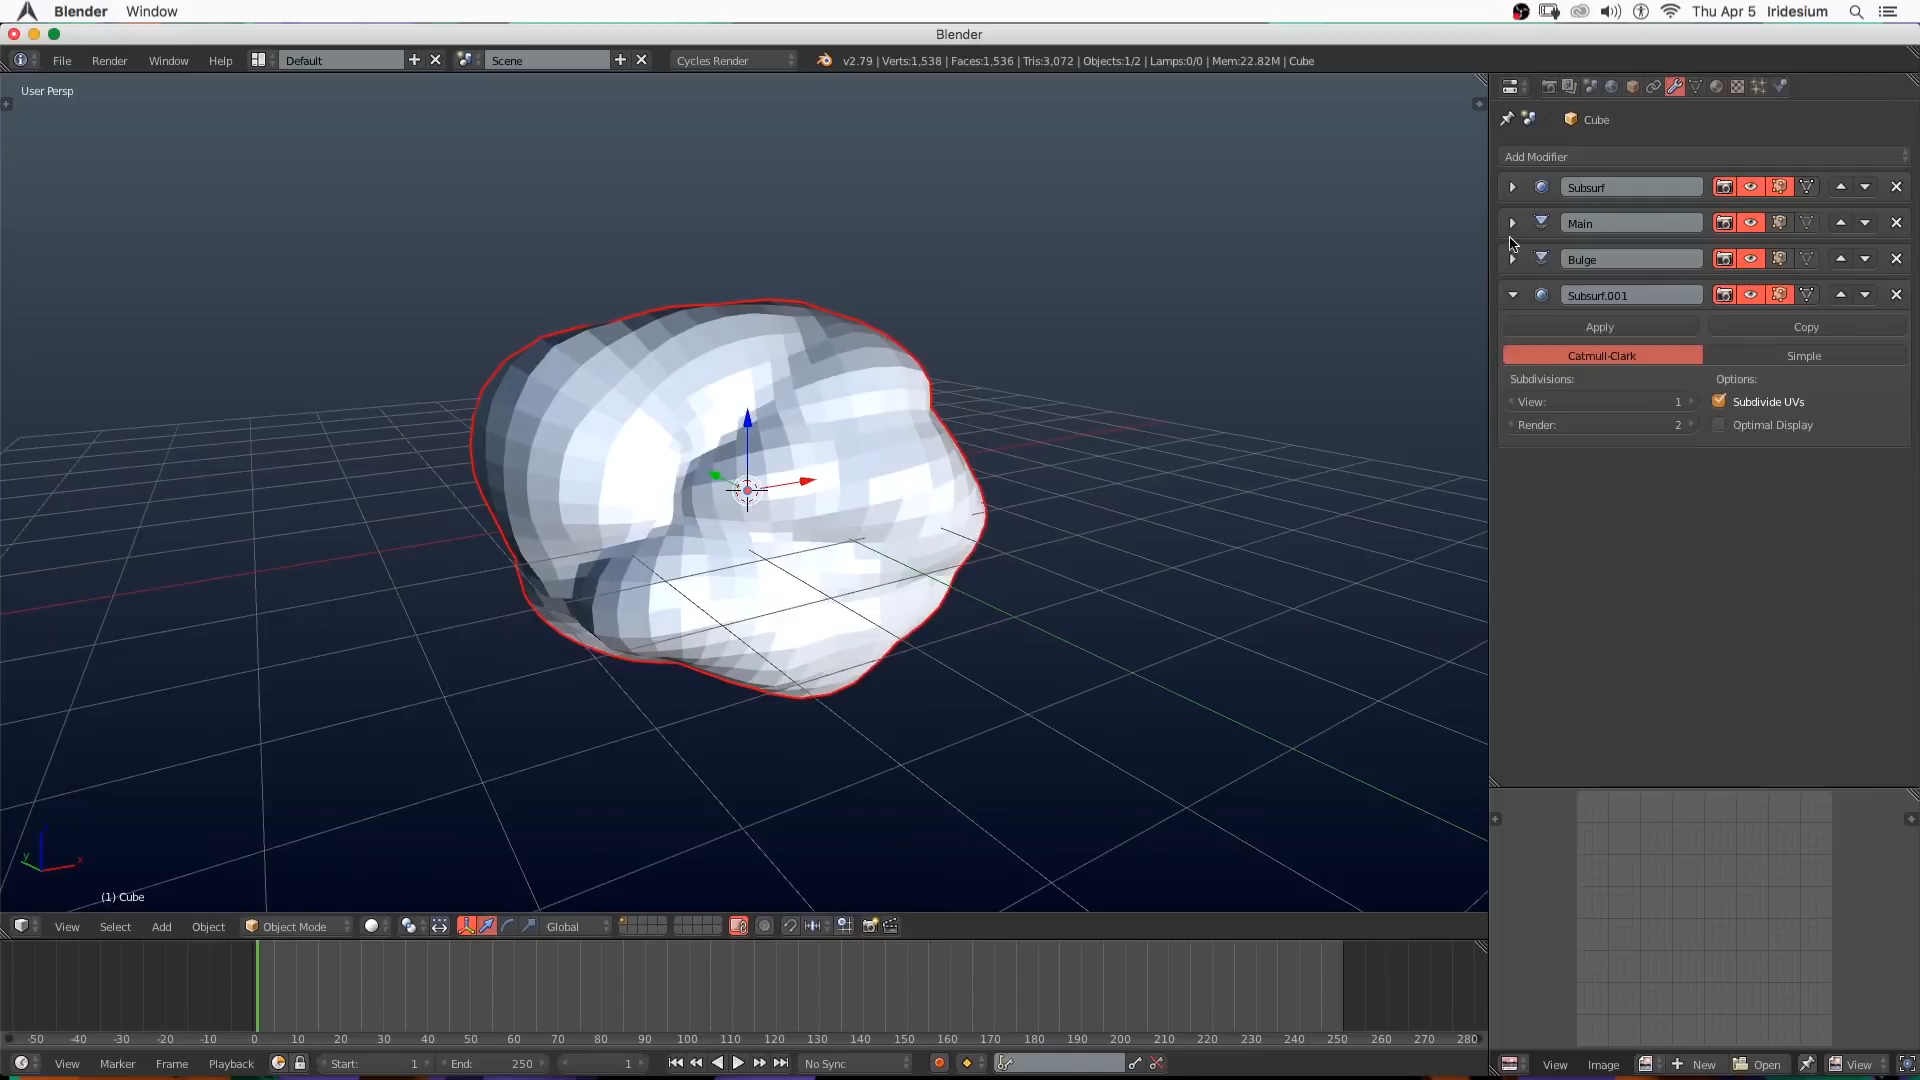 Blender Window Thu Apr 5 Iridesium
Blender
File Render Window Help Default Scene Cycles Render v2.79 | Verts:1,538 | Faces:1,536 | Tris:3,072 | Objects:1/2 | Lamps:0/0 | Mem:22.82M | Cube
User Persp
Cube
Add Modifier
Subsurf
Main
Bulge
Subsurf.001
Apply Copy
Catmull-Clark Simple
Subdivisions: Options:
View: 1 Subdivide UVs
Render: 2 Optimal Display
y x
(1) Cube
View Select Add Object Object Mode Global
-50 -40 -30 -20 -10 0 10 20 30 40 50 60 70 80 90 100 110 120 130 140 150 160 170 180 190 200 210 220 230 240 250 260 270 280
View Marker Frame Playback Start: 1 End: 250 1 No Sync
View Image New Open View